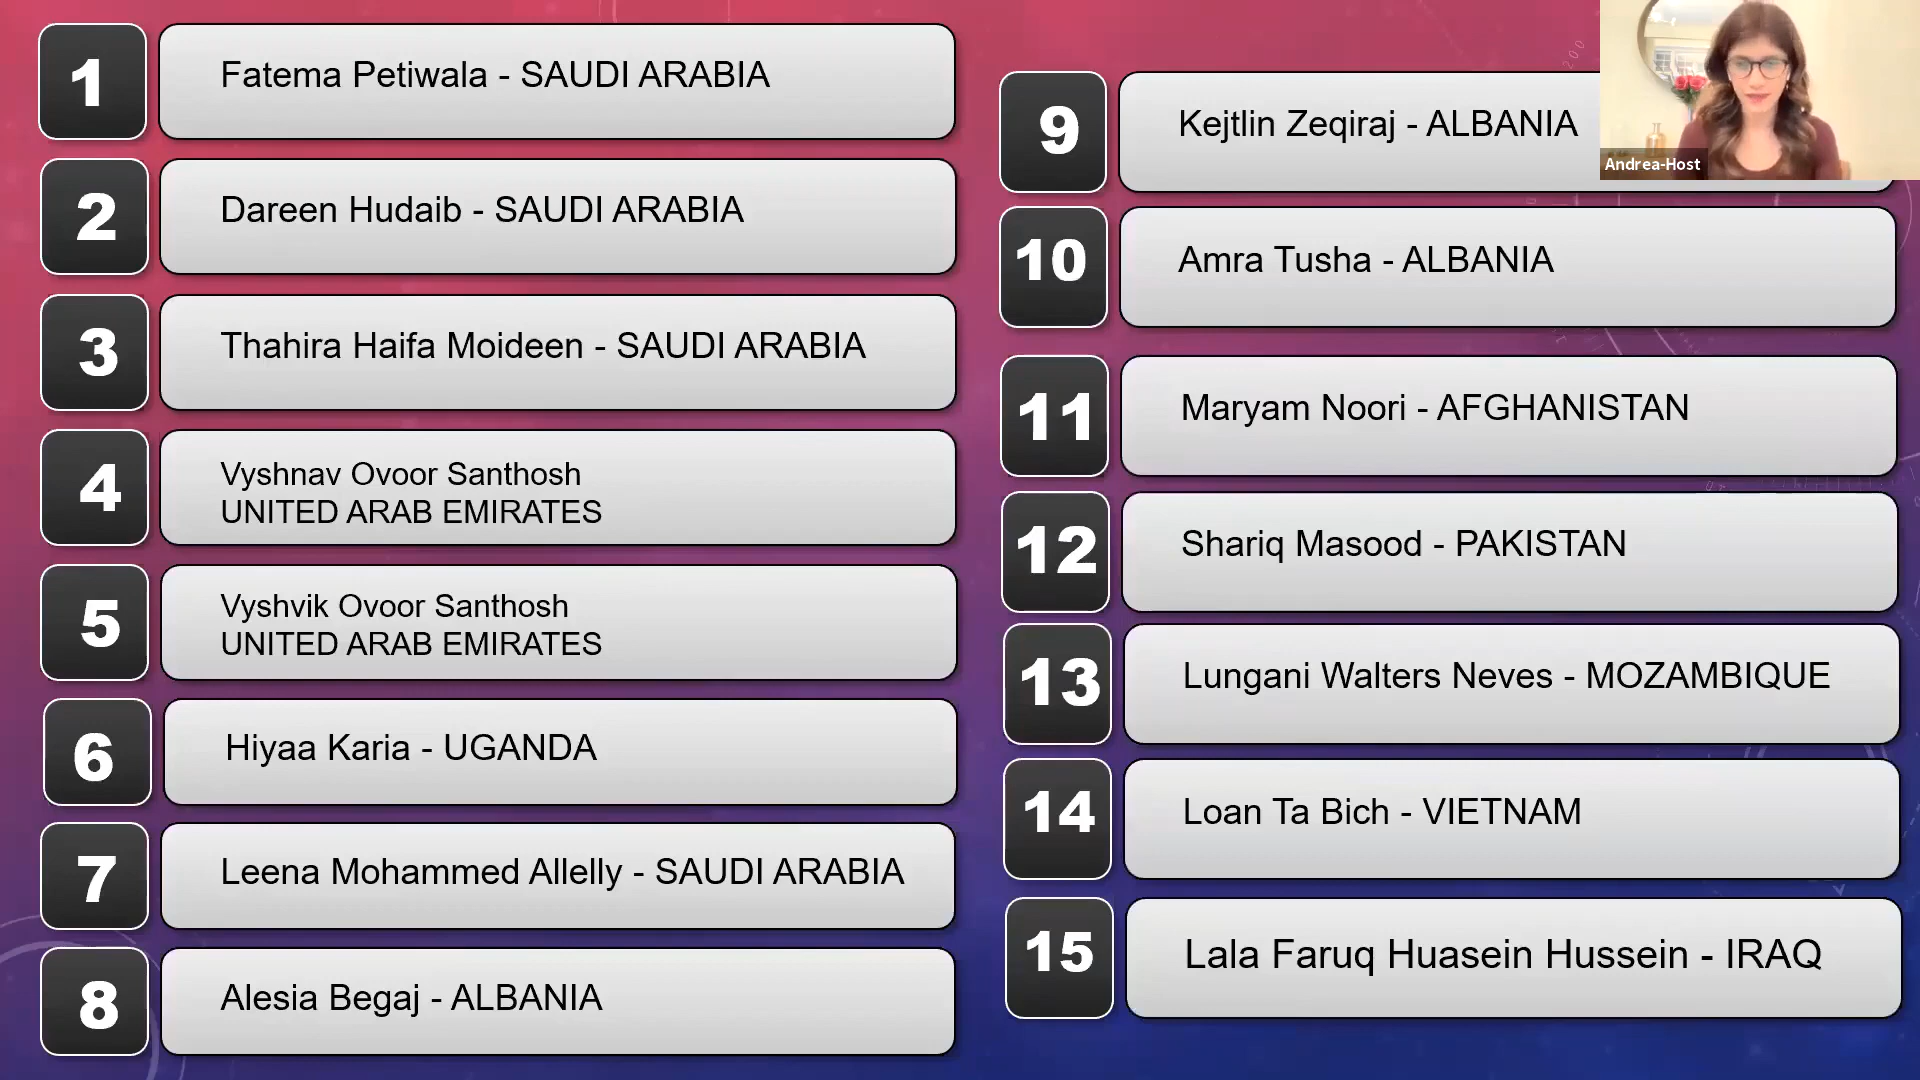 1
Fatema Petiwala - SAUDI ARABIA
2
Dareen Hudaib - SAUDI ARABIA
3
Thahira Haifa Moideen - SAUDI ARABIA
4
Vyshnav Ovoor Santhosh
UNITED ARAB EMIRATES
5
Vyshvik Ovoor Santhosh
UNITED ARAB EMIRATES
6
Hiyaa Karia - UGANDA
7
Leena Mohammed Allelly - SAUDI ARABIA
8
Alesia Begaj - ALBANIA
9
Kejtlin Zeqiraj - ALBANIA
10
Amra Tusha - ALBANIA
11
Maryam Noori - AFGHANISTAN
12
Shariq Masood - PAKISTAN
13
Lungani Walters Neves - MOZAMBIQUE
14
Loan Ta Bich - VIETNAM
15
Lala Faruq Huasein Hussein - IRAQ
Andrea-Host